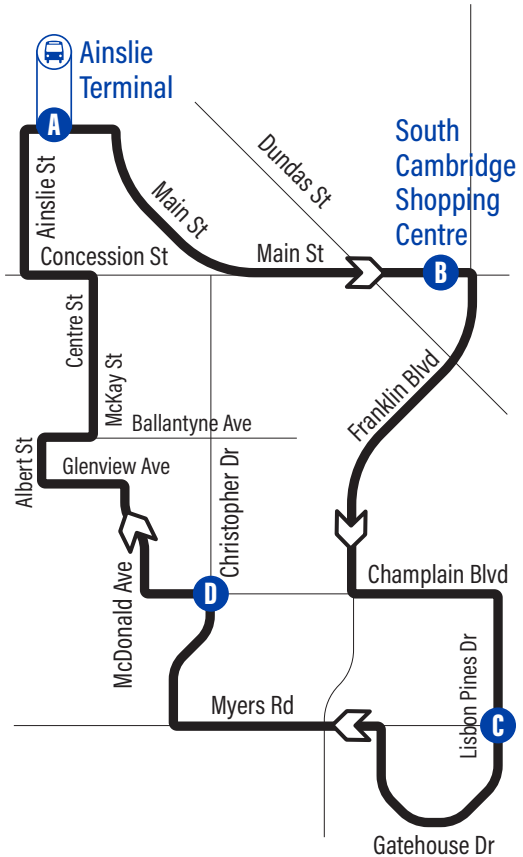 Ainslie
Terminal
A
South
Cambridge
Shopping
Centre
Dundas St
Ainslie St
Main St
Concession St
Main St
B
Centre St
McKay St
Franklin Blvd
Ballantyne Ave
Albert St
Glenview Ave
Christopher Dr
McDonald Ave
D
Champlain Blvd
Lisbon Pines Dr
Myers Rd
C
Gatehouse Dr